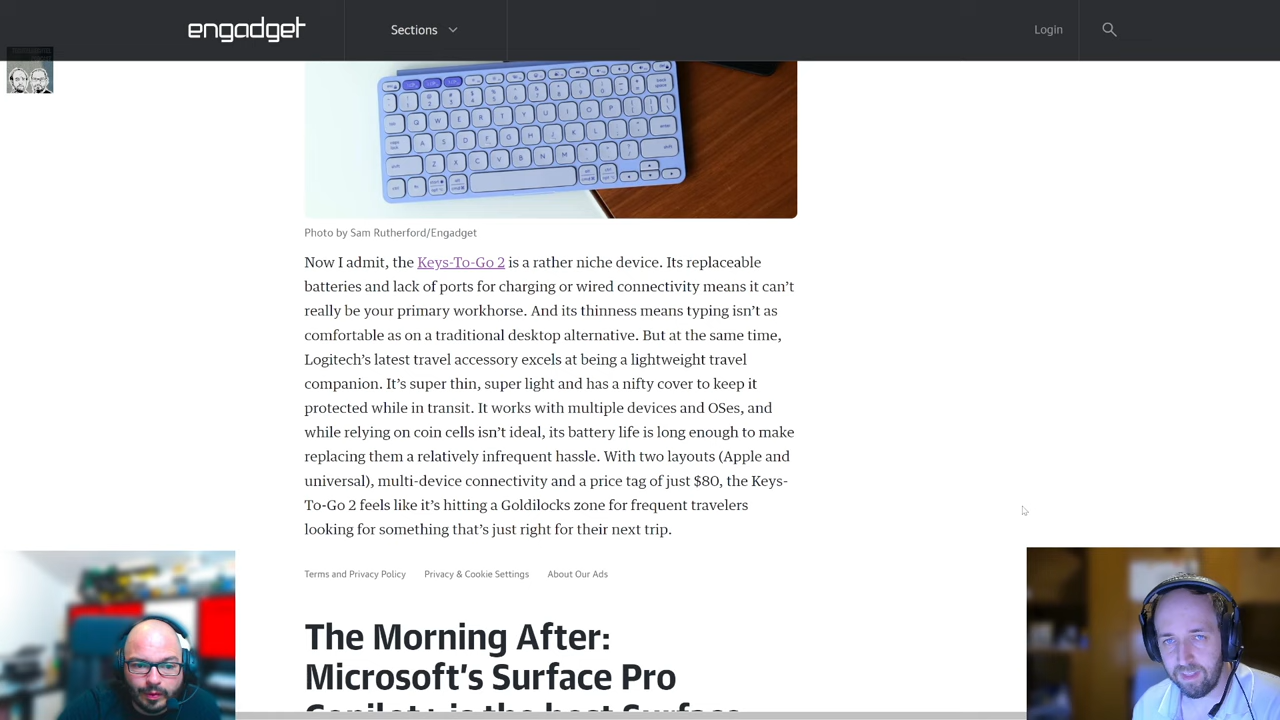 engadget
Sections
Login
Photo by Sam Rutherford/Engadget
Now I admit, the Keys-To-Go 2 is a rather niche device. Its replaceable
batteries and lack of ports for charging or wired connectivity means it can’t
really be your primary workhorse. And its thinness means typing isn’t as
comfortable as on a traditional desktop alternative. But at the same time,
Logitech’s latest travel accessory excels at being a lightweight travel
companion. It’s super thin, super light and has a nifty cover to keep it
protected while in transit. It works with multiple devices and OSes, and
while relying on coin cells isn’t ideal, its battery life is long enough to make
replacing them a relatively infrequent hassle. With two layouts (Apple and
universal), multi-device connectivity and a price tag of just $80, the Keys-
To-Go 2 feels like it’s hitting a Goldilocks zone for frequent travelers
looking for something that’s just right for their next trip.
Terms and Privacy Policy
Privacy & Cookie Settings
About Our Ads
The Morning After:
Microsoft’s Surface Pro
Copilot+ is the best Surface